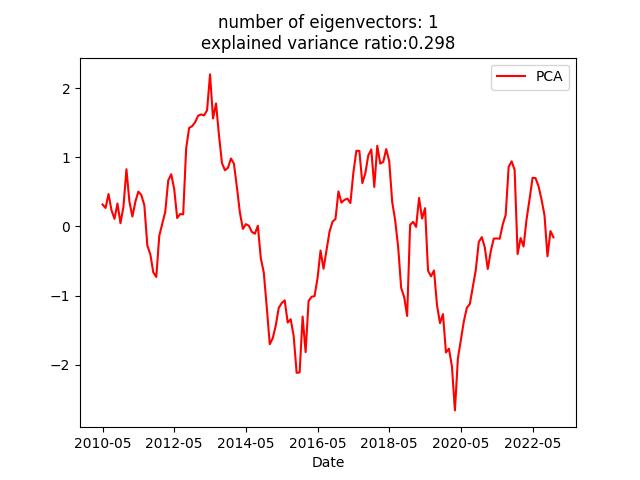 number of eigenvectors: 1
explained variance ratio:0.298
PCA
2
1
0
−1
−2
2010-05 2012-05 2014-05 2016-05 2018-05 2020-05 2022-05
Date